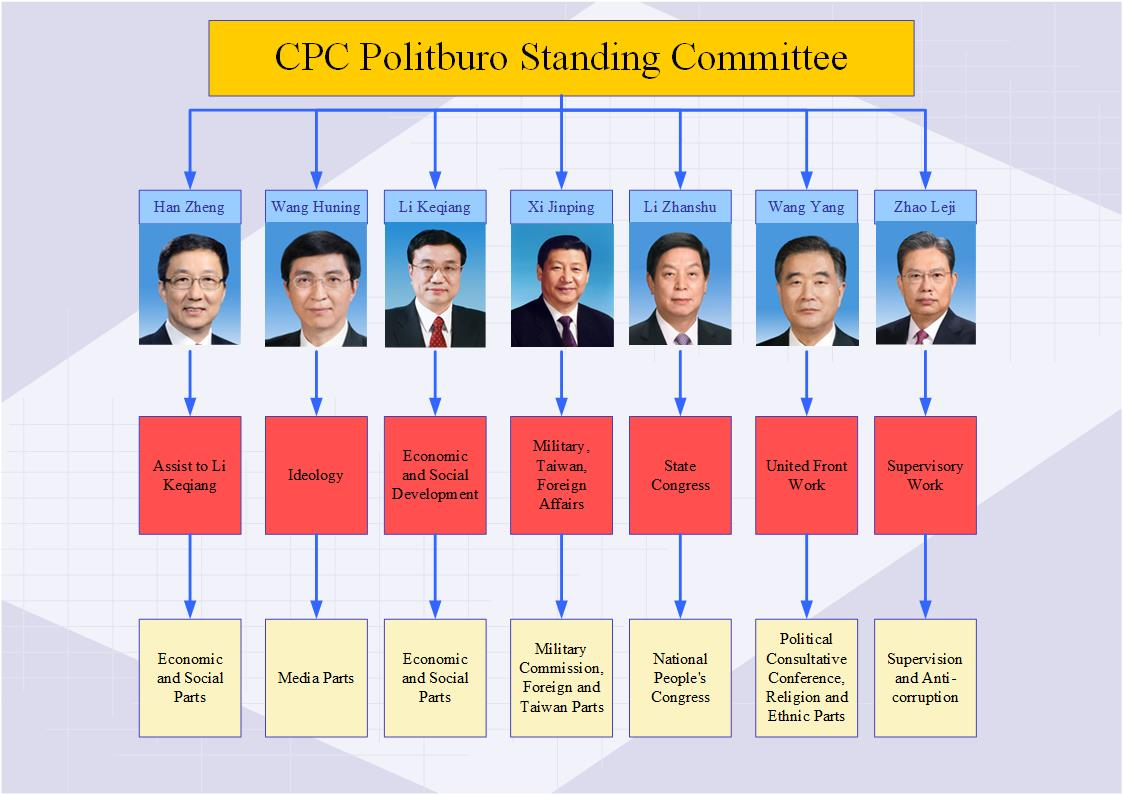 CPC Politburo Standing Committee
Han Zheng
Wang Huning
Li Keqiang
Xi Jinping
Li Zhanshu
Wang Yang
Zhao Leji
Assist to Li
Keqiang
Ideology
Economic
and Social
Development
Military,
Taiwan,
Foreign
Affairs
State
Congress
United Front
Work
Supervisory
Work
Economic
and Social
Parts
Media Parts
Economic
and Social
Parts
Military
Commission,
Foreign and
Taiwan Parts
National
People's
Congress
Political
Consultative
Conference,
Religion and
Ethnic Parts
Supervision
and Anti-
corruption